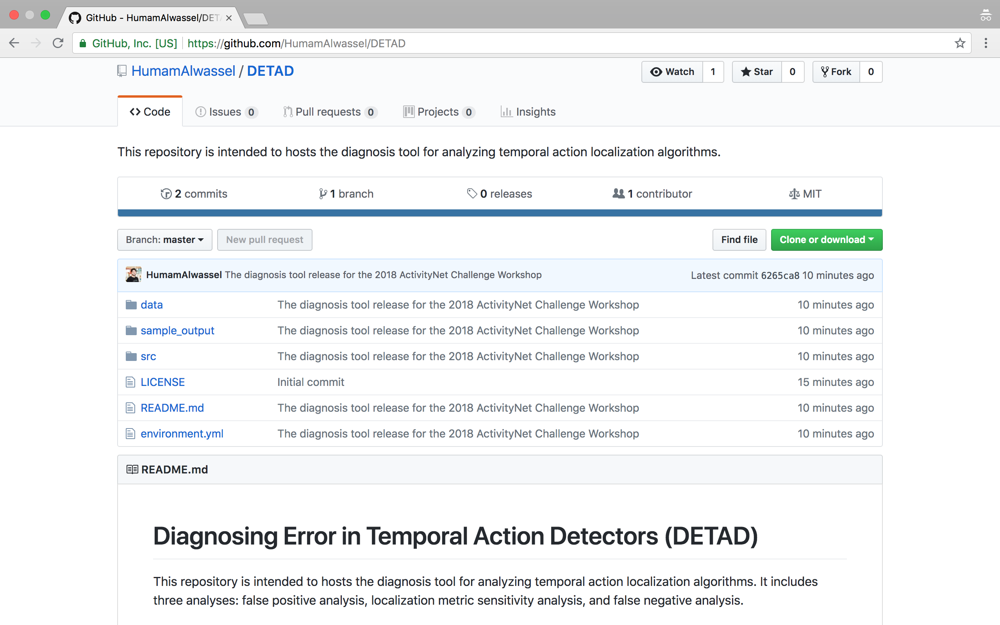 GitHub - HumamAlwassel/DET
GitHub, Inc. [US] https://github.com/HumamAlwassel/DETAD
HumamAlwassel / DETAD
Watch 1 Star 0 Fork 0
Code Issues 0 Pull requests 0 Projects 0 Insights
This repository is intended to hosts the diagnosis tool for analyzing temporal action localization algorithms.
2 commits 1 branch 0 releases 1 contributor MIT
Branch: master New pull request Find file Clone or download
HumamAlwassel The diagnosis tool release for the 2018 ActivityNet Challenge Workshop Latest commit 6265ca8 10 minutes ago
data The diagnosis tool release for the 2018 ActivityNet Challenge Workshop 10 minutes ago
sample_output The diagnosis tool release for the 2018 ActivityNet Challenge Workshop 10 minutes ago
src The diagnosis tool release for the 2018 ActivityNet Challenge Workshop 10 minutes ago
LICENSE Initial commit 15 minutes ago
README.md The diagnosis tool release for the 2018 ActivityNet Challenge Workshop 10 minutes ago
environment.yml The diagnosis tool release for the 2018 ActivityNet Challenge Workshop 10 minutes ago
README.md
Diagnosing Error in Temporal Action Detectors (DETAD)
This repository is intended to hosts the diagnosis tool for analyzing temporal action localization algorithms. It includes
three analyses: false positive analysis, localization metric sensitivity analysis, and false negative analysis.